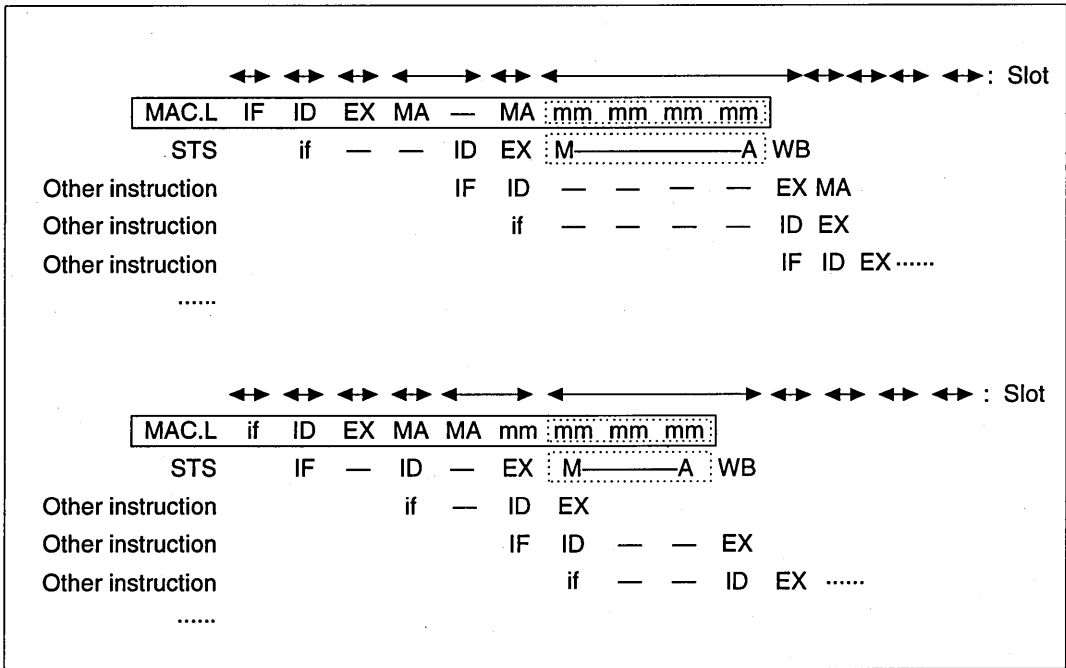 : Slot
MAC.L IF ID EX MA — MA mm mm mm mm
STS if — — ID EX M———A WB
Other instruction IF ID — — — — EX MA
Other instruction if — — — — ID EX
Other instruction IF ID EX ······
······
: Slot
MAC.L if ID EX MA MA mm mm mm mm
STS IF — ID — EX M———A WB
Other instruction if — ID EX
Other instruction IF ID — — EX
Other instruction if — — ID EX ······
······